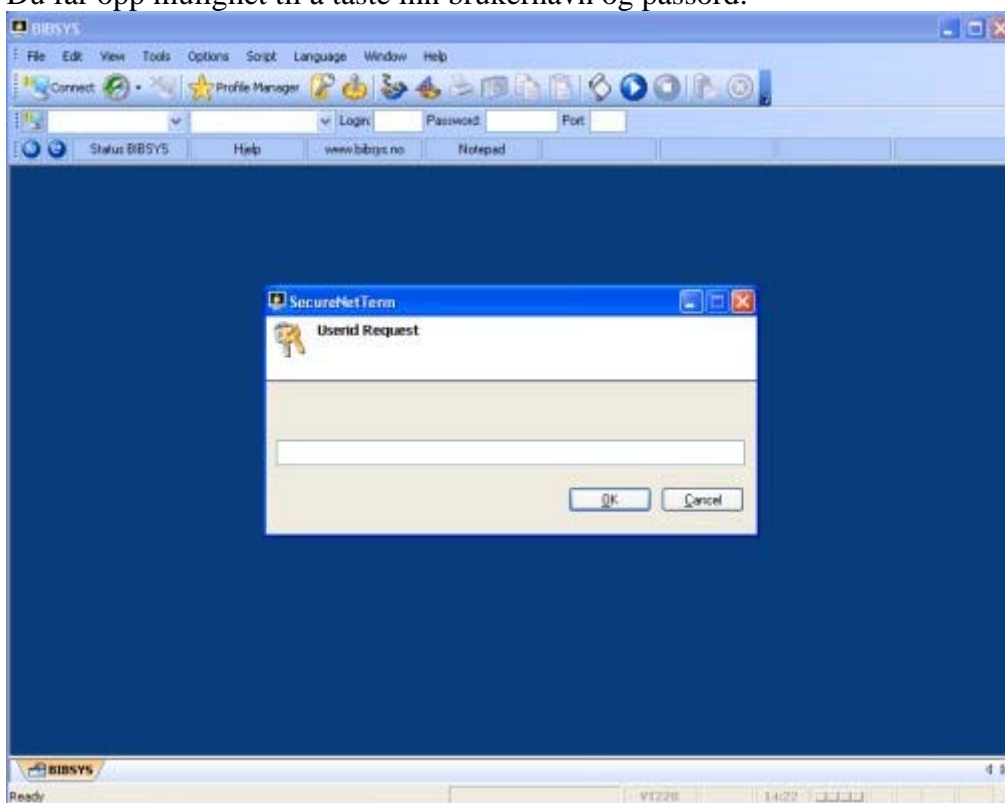 Du får opp mulighet til å taste inn brukernavn og passord:
BIBSYS
File Edit View Tools Options Script Language Window Help
Connect Profile Manager
Login: Password: Port:
Status BIBSYS Hjelp www.bibsys.no Notepad
SecureNetTerm
Userid Request
OK Cancel
BIBSYS
Ready VT220 14:22